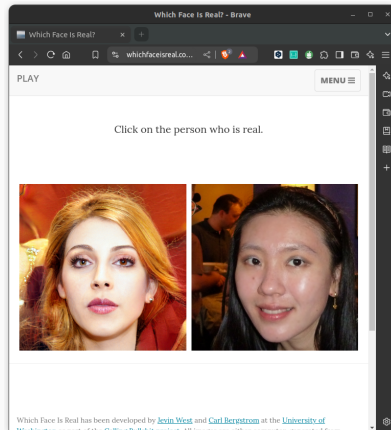 Which Face Is Real? - Brave
Which Face Is Real?
whichfaceisreal.co...
PLAY
MENU
Click on the person who is real.
Which Face Is Real has been developed by Jevin West and Carl Bergstrom at the University of